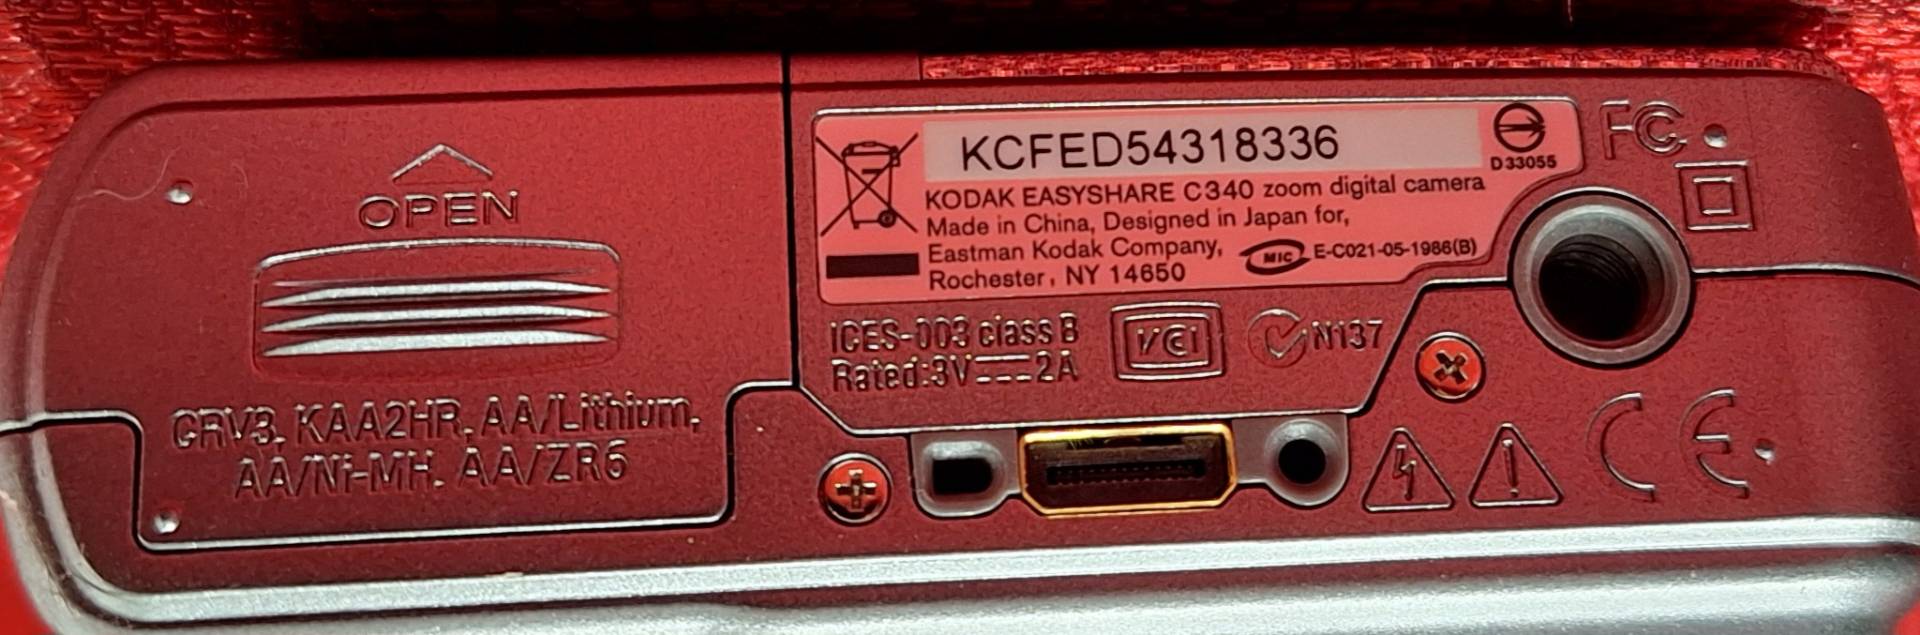 OPEN
CRV3, KAA2HR, AA/Lithium,
AA/Ni-MH, AA/ZR6
KCFED54318336
D33055
KODAK EASYSHARE C340 zoom digital camera
Made in China, Designed in Japan for,
Eastman Kodak Company,
Rochester, NY 14650
MIC E-C021-05-1986(B)
ICES-003 class B
Rated:3V⎓2A
VCI
N137
FC
CE